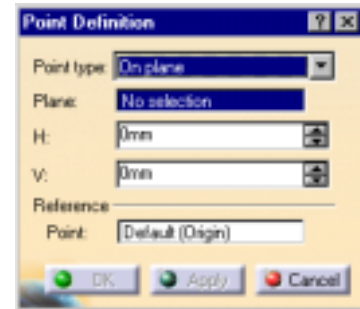 Point Definition ? X
Point type: On plane
Plane: No selection
H: 0mm
V: 0mm
Reference
Point: Default (Origin)
OK Apply Cancel